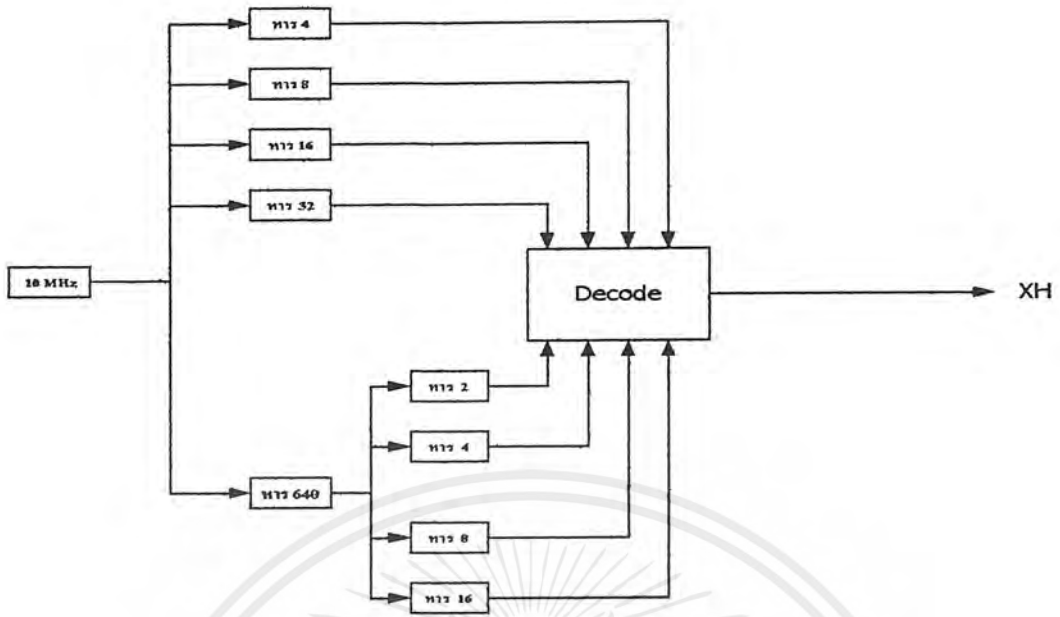 หาร 4
หาร 8
หาร 16
หาร 32
10 MHz
Decode
XH
หาร 2
หาร 4
หาร 640
หาร 8
หาร 16